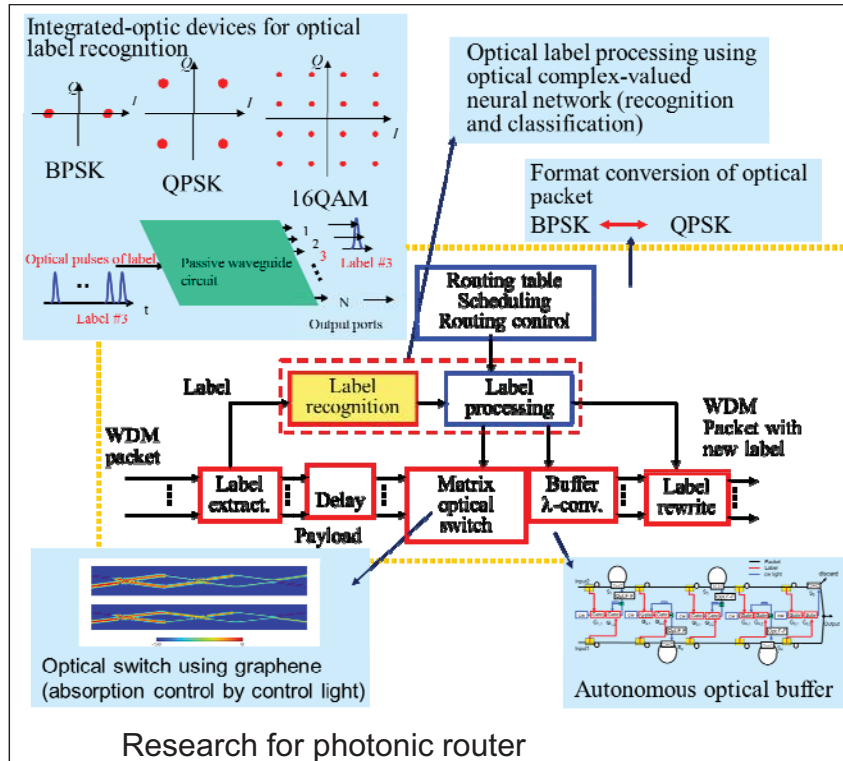 Integrated-optic devices for optical
label recognition
Q
Q
Q
I
I
I
BPSK
QPSK
16QAM
Optical pulses of label
Passive waveguide
circuit
1
2
3
N
Label #3
Label #3
t
Output ports
Optical label processing using
optical complex-valued
neural network (recognition
and classification)
Format conversion of optical
packet
BPSK
QPSK
Routing table
Scheduling
Routing control
Label
Label
recognition
Label
processing
WDM
packet
WDM
Packet with
new label
Label
extract.
Delay
Payload
Matrix
optical
switch
Buffer
λ-conv.
Label
rewrite
Optical switch using graphene
(absorption control by control light)
Packet
Label
discard
Output
Autonomous optical buffer
Research for photonic router